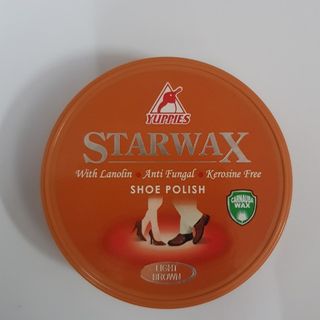 YUPPIES
STARWAX
With Lanolin • Anti Fungal • Kerosine Free
SHOE POLISH
CARNAUBA
WAX
LIGHT
BROWN